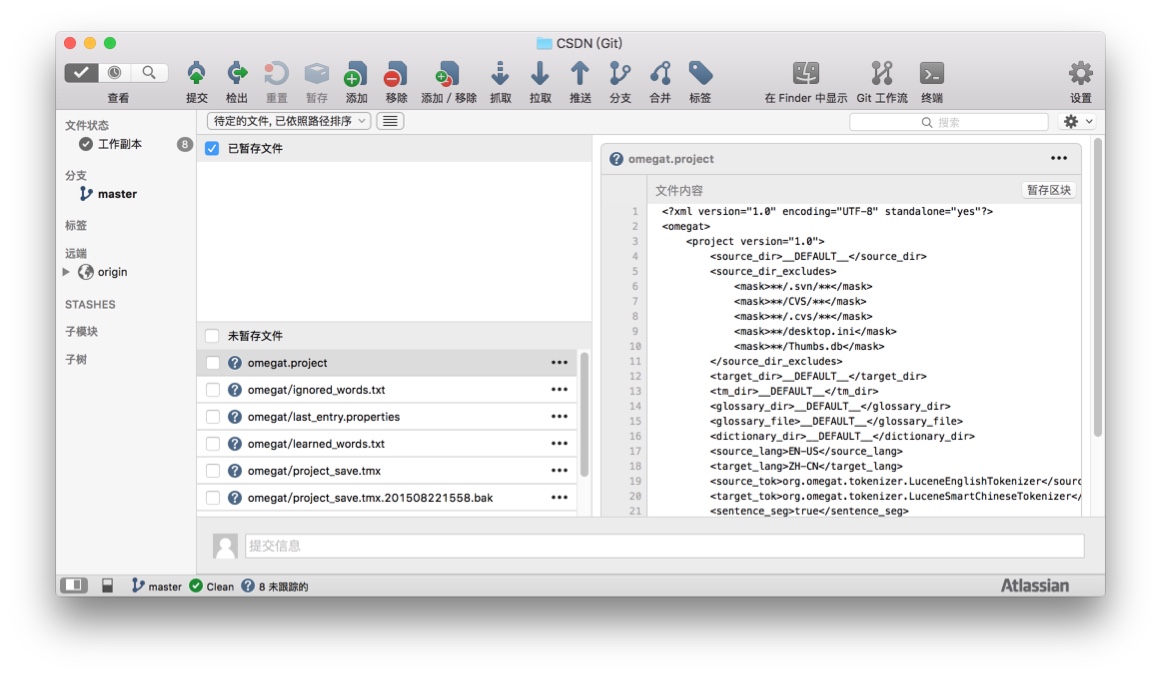 CSDN (Git)
查看 提交 检出 重置 暂存 添加 移除 添加 / 移除 抓取 拉取 推送 分支 合并 标签 在 Finder 中显示 Git 工作流 终端 设置
待定的文件, 已依照路径排序 搜索
文件状态
工作副本 8
分支
master
标签
远端
origin
STASHES
子模块
子树
已暂存文件
未暂存文件
omegat.project •••
omegat/ignored_words.txt •••
omegat/last_entry.properties •••
omegat/learned_words.txt •••
omegat/project_save.tmx •••
omegat/project_save.tmx.201508221558.bak •••
omegat.project •••
文件内容 暂存区块
1 <?xml version="1.0" encoding="UTF-8" standalone="yes"?>
2 <omegat>
3 <project version="1.0">
4 <source_dir>__DEFAULT__</source_dir>
5 <source_dir_excludes>
6 <mask>**/.svn/**</mask>
7 <mask>**/CVS/**</mask>
8 <mask>**/.cvs/**</mask>
9 <mask>**/desktop.ini</mask>
10 <mask>**/Thumbs.db</mask>
11 </source_dir_excludes>
12 <target_dir>__DEFAULT__</target_dir>
13 <tm_dir>__DEFAULT__</tm_dir>
14 <glossary_dir>__DEFAULT__</glossary_dir>
15 <glossary_file>__DEFAULT__</glossary_file>
16 <dictionary_dir>__DEFAULT__</dictionary_dir>
17 <source_lang>EN-US</source_lang>
18 <target_lang>ZH-CN</target_lang>
19 <source_tok>org.omegat.tokenizer.LuceneEnglishTokenizer</sourc
20 <target_tok>org.omegat.tokenizer.LuceneSmartChineseTokenizer</
21 <sentence_seg>true</sentence_seg>
提交信息
master Clean 8 未跟踪的 Atlassian